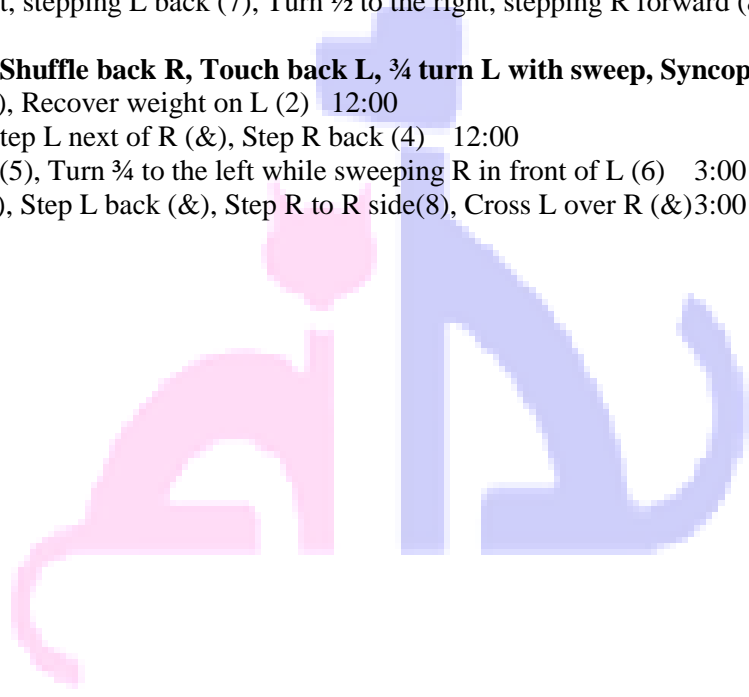 t, stepping L back (7), Turn ½ to the right, stepping R forward (&
Shuffle back R, Touch back L, ¾ turn L with sweep, Syncop
), Recover weight on L (2) 12:00
tep L next of R (&), Step R back (4) 12:00
(5), Turn ¾ to the left while sweeping R in front of L (6) 3:00
), Step L back (&), Step R to R side(8), Cross L over R (&)3:00